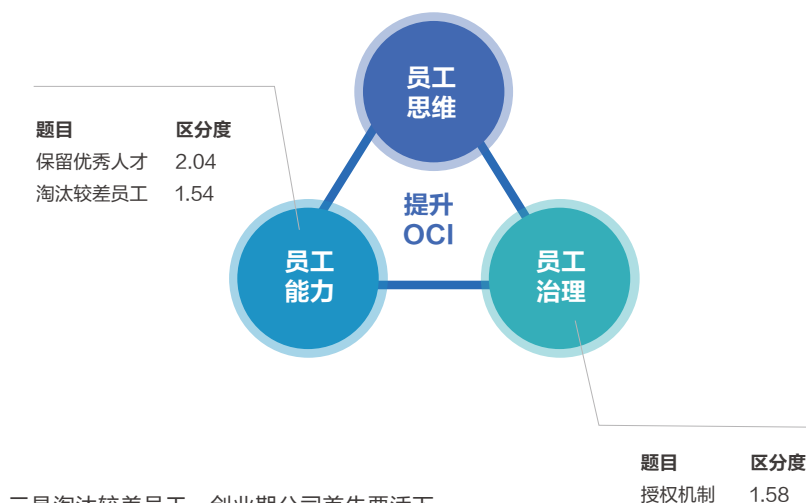 员工
思维
题目 区分度
保留优秀人才 2.04
淘汰较差员工 1.54
提升
OCI
员工
能力
员工
治理
题目 区分度
授权机制 1.58